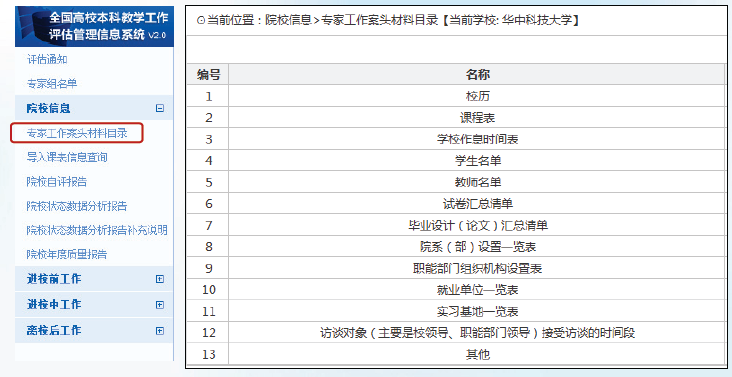 全国高校本科教学工作
评估管理信息系统 V2.0
评估通知
专家组名单
院校信息
专家工作案头材料目录
导入课表信息查询
院校自评报告
院校状态数据分析报告
院校状态数据分析报告补充说明
院校年度质量报告
进校前工作
进校中工作
离校后工作
当前位置：院校信息>专家工作案头材料目录【当前学校: 华中科技大学】
编号 名称
1 校历
2 课程表
3 学校作息时间表
4 学生名单
5 教师名单
6 试卷汇总清单
7 毕业设计（论文）汇总清单
8 院系（部）设置一览表
9 职能部门组织机构设置表
10 就业单位一览表
11 实习基地一览表
12 访谈对象（主要是校领导、职能部门领导）接受访谈的时间段
13 其他